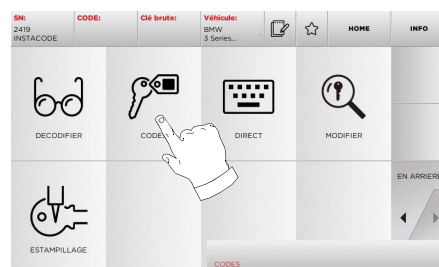 SN:
2419
INSTACODE
CODE:
Clé brute:
Véhicule:
BMW
3 Series...
HOME
INFO
DECODIFIER
CODES
DIRECT
MODIFIER
EN ARRIERE
ESTAMPILLAGE
CODES